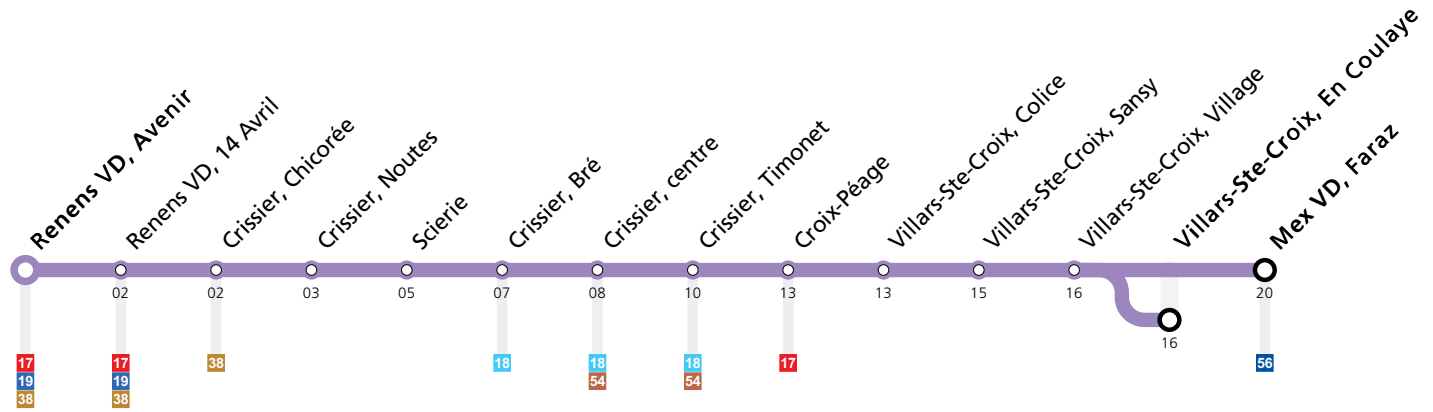 Renens VD, Avenir
Renens VD, 14 Avril
Crissier, Chicorée
Crissier, Noutes
Scierie
Crissier, Bré
Crissier, centre
Crissier, Timonet
Croix-Péage
Villars-Ste-Croix, Colice
Villars-Ste-Croix, Sansy
Villars-Ste-Croix, Village
Villars-Ste-Croix, En Coulaye
Mex VD, Faraz
02 02 03 05 07 08 10 13 13 15 16 20
16
17 17 38 18 18 18 17 56
19 19 54 54
38 38